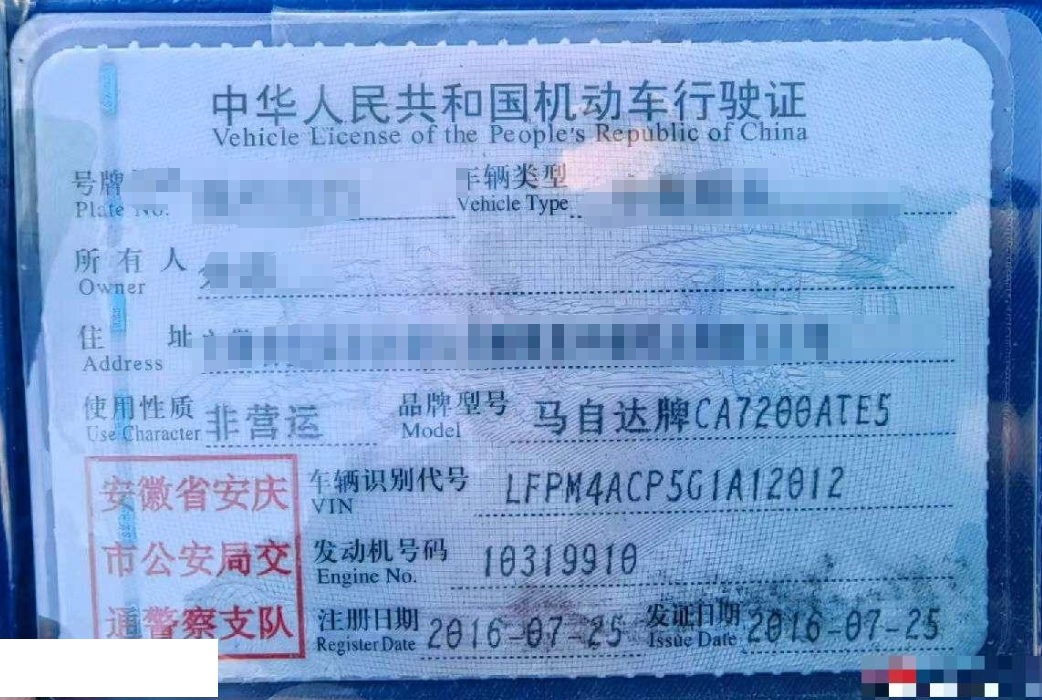 中华人民共和国机动车行驶证
Vehicle License of the People's Republic of China
号牌 车辆类型
Plate No. Vehicle Type
所有人
Owner
住址
Address
使用性质 非营运 品牌型号 马自达牌CA7200ATE5
Use Character Model
安徽省安庆 车辆识别代号 LFPM4ACP5G1A12012
VIN
市公安局交 发动机号码 10319910
Engine No.
通警察支队 注册日期 2016-07-25 发证日期 2016-07-25
Register Date Issue Date